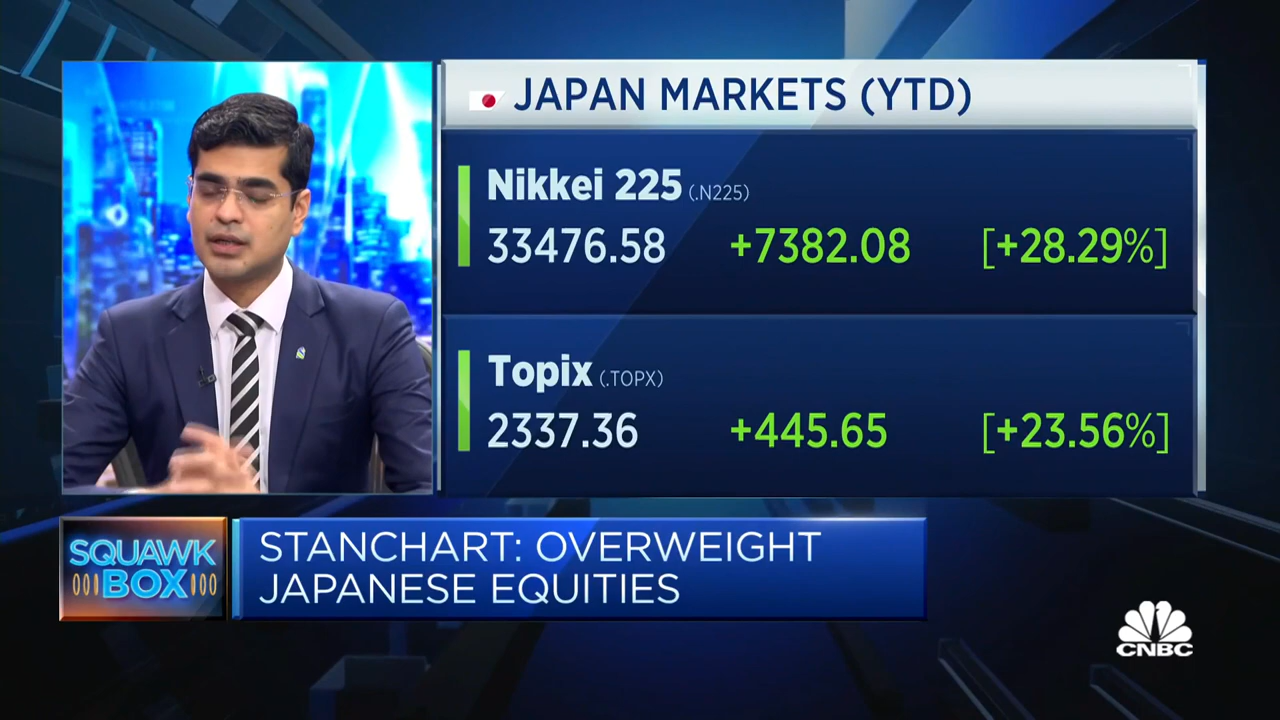 JAPAN MARKETS (YTD)
Nikkei 225 (.N225)
33476.58 +7382.08 [+28.29%]
Topix (.TOPX)
2337.36 +445.65 [+23.56%]
SQUAWK
BOX
STANCHART: OVERWEIGHT
JAPANESE EQUITIES
CNBC